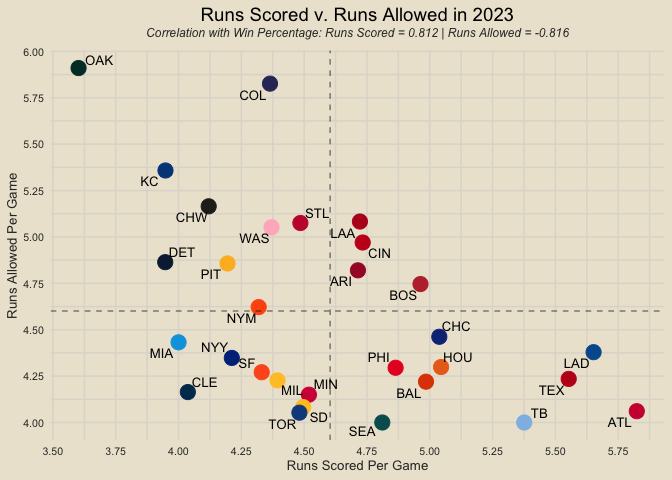 Runs Scored v. Runs Allowed in 2023
Correlation with Win Percentage: Runs Scored = 0.812 | Runs Allowed = -0.816
6.00
OAK
5.75
COL
5.50
5.25
KC
CHW
STL
5.00
WAS
LAA
CIN
DET
PIT
ARI
4.75
BOS
NYM
4.50
CHC
MIA
NYY
SF
PHI
HOU
LAD
4.25
CLE
MIL
MIN
BAL
TEX
SD
TOR
4.00
SEA
TB
ATL
Runs Allowed Per Game
3.50 3.75 4.00 4.25 4.50 4.75 5.00 5.25 5.50 5.75
Runs Scored Per Game